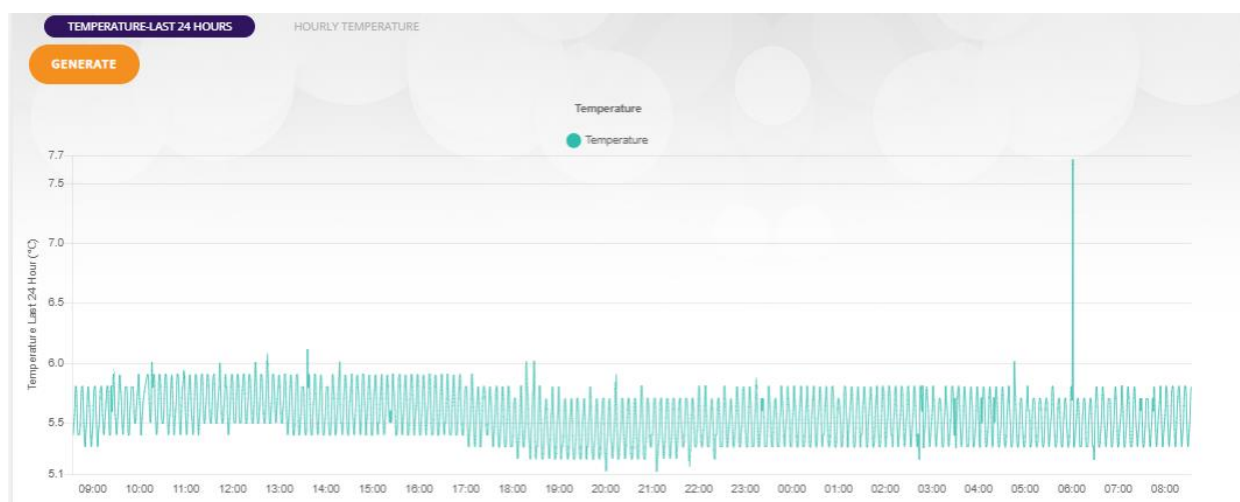 TEMPERATURE-LAST 24 HOURS HOURLY TEMPERATURE
GENERATE
Temperature
Temperature
Temperature Last 24 Hour (°C)
7.7
7.5
7.0
6.5
6.0
5.5
5.1
09:00 10:00 11:00 12:00 13:00 14:00 15:00 16:00 17:00 18:00 19:00 20:00 21:00 22:00 23:00 00:00 01:00 02:00 03:00 04:00 05:00 06:00 07:00 08:00